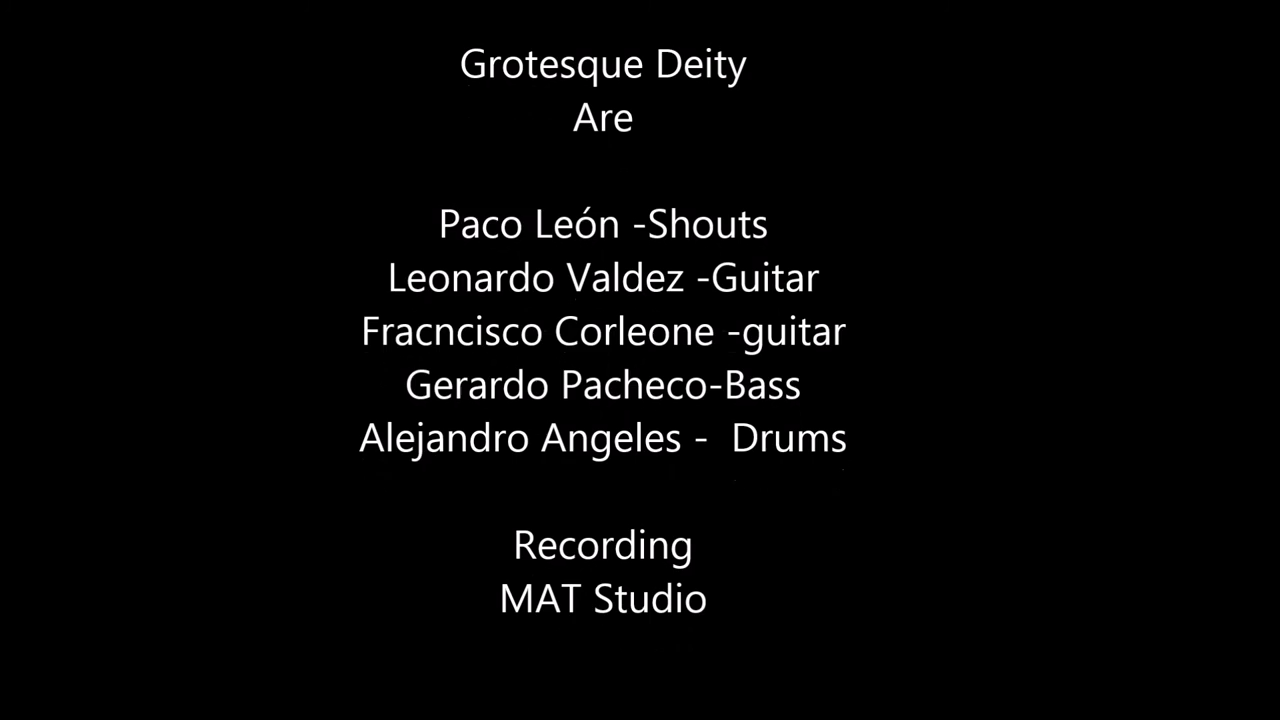 Grotesque Deity
Are
Paco León -Shouts
Leonardo Valdez -Guitar
Fracncisco Corleone -guitar
Gerardo Pacheco-Bass
Alejandro Angeles -  Drums
Recording
MAT Studio